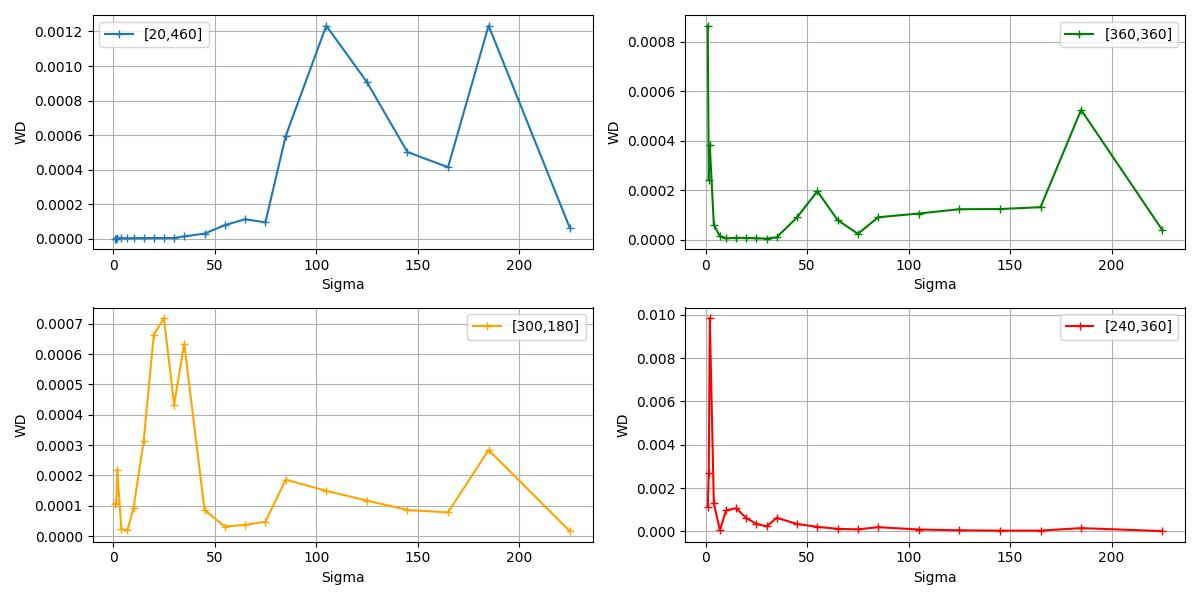 [20,460]
0.0012
0.0010
0.0008
0.0006
0.0004
0.0002
0.0000
WD
0 50 100 150 200
Sigma
[360,360]
0.0008
0.0006
0.0004
0.0002
0.0000
WD
0 50 100 150 200
Sigma
[300,180]
0.0007
0.0006
0.0005
0.0004
0.0003
0.0002
0.0001
0.0000
WD
0 50 100 150 200
Sigma
[240,360]
0.010
0.008
0.006
0.004
0.002
0.000
WD
0 50 100 150 200
Sigma